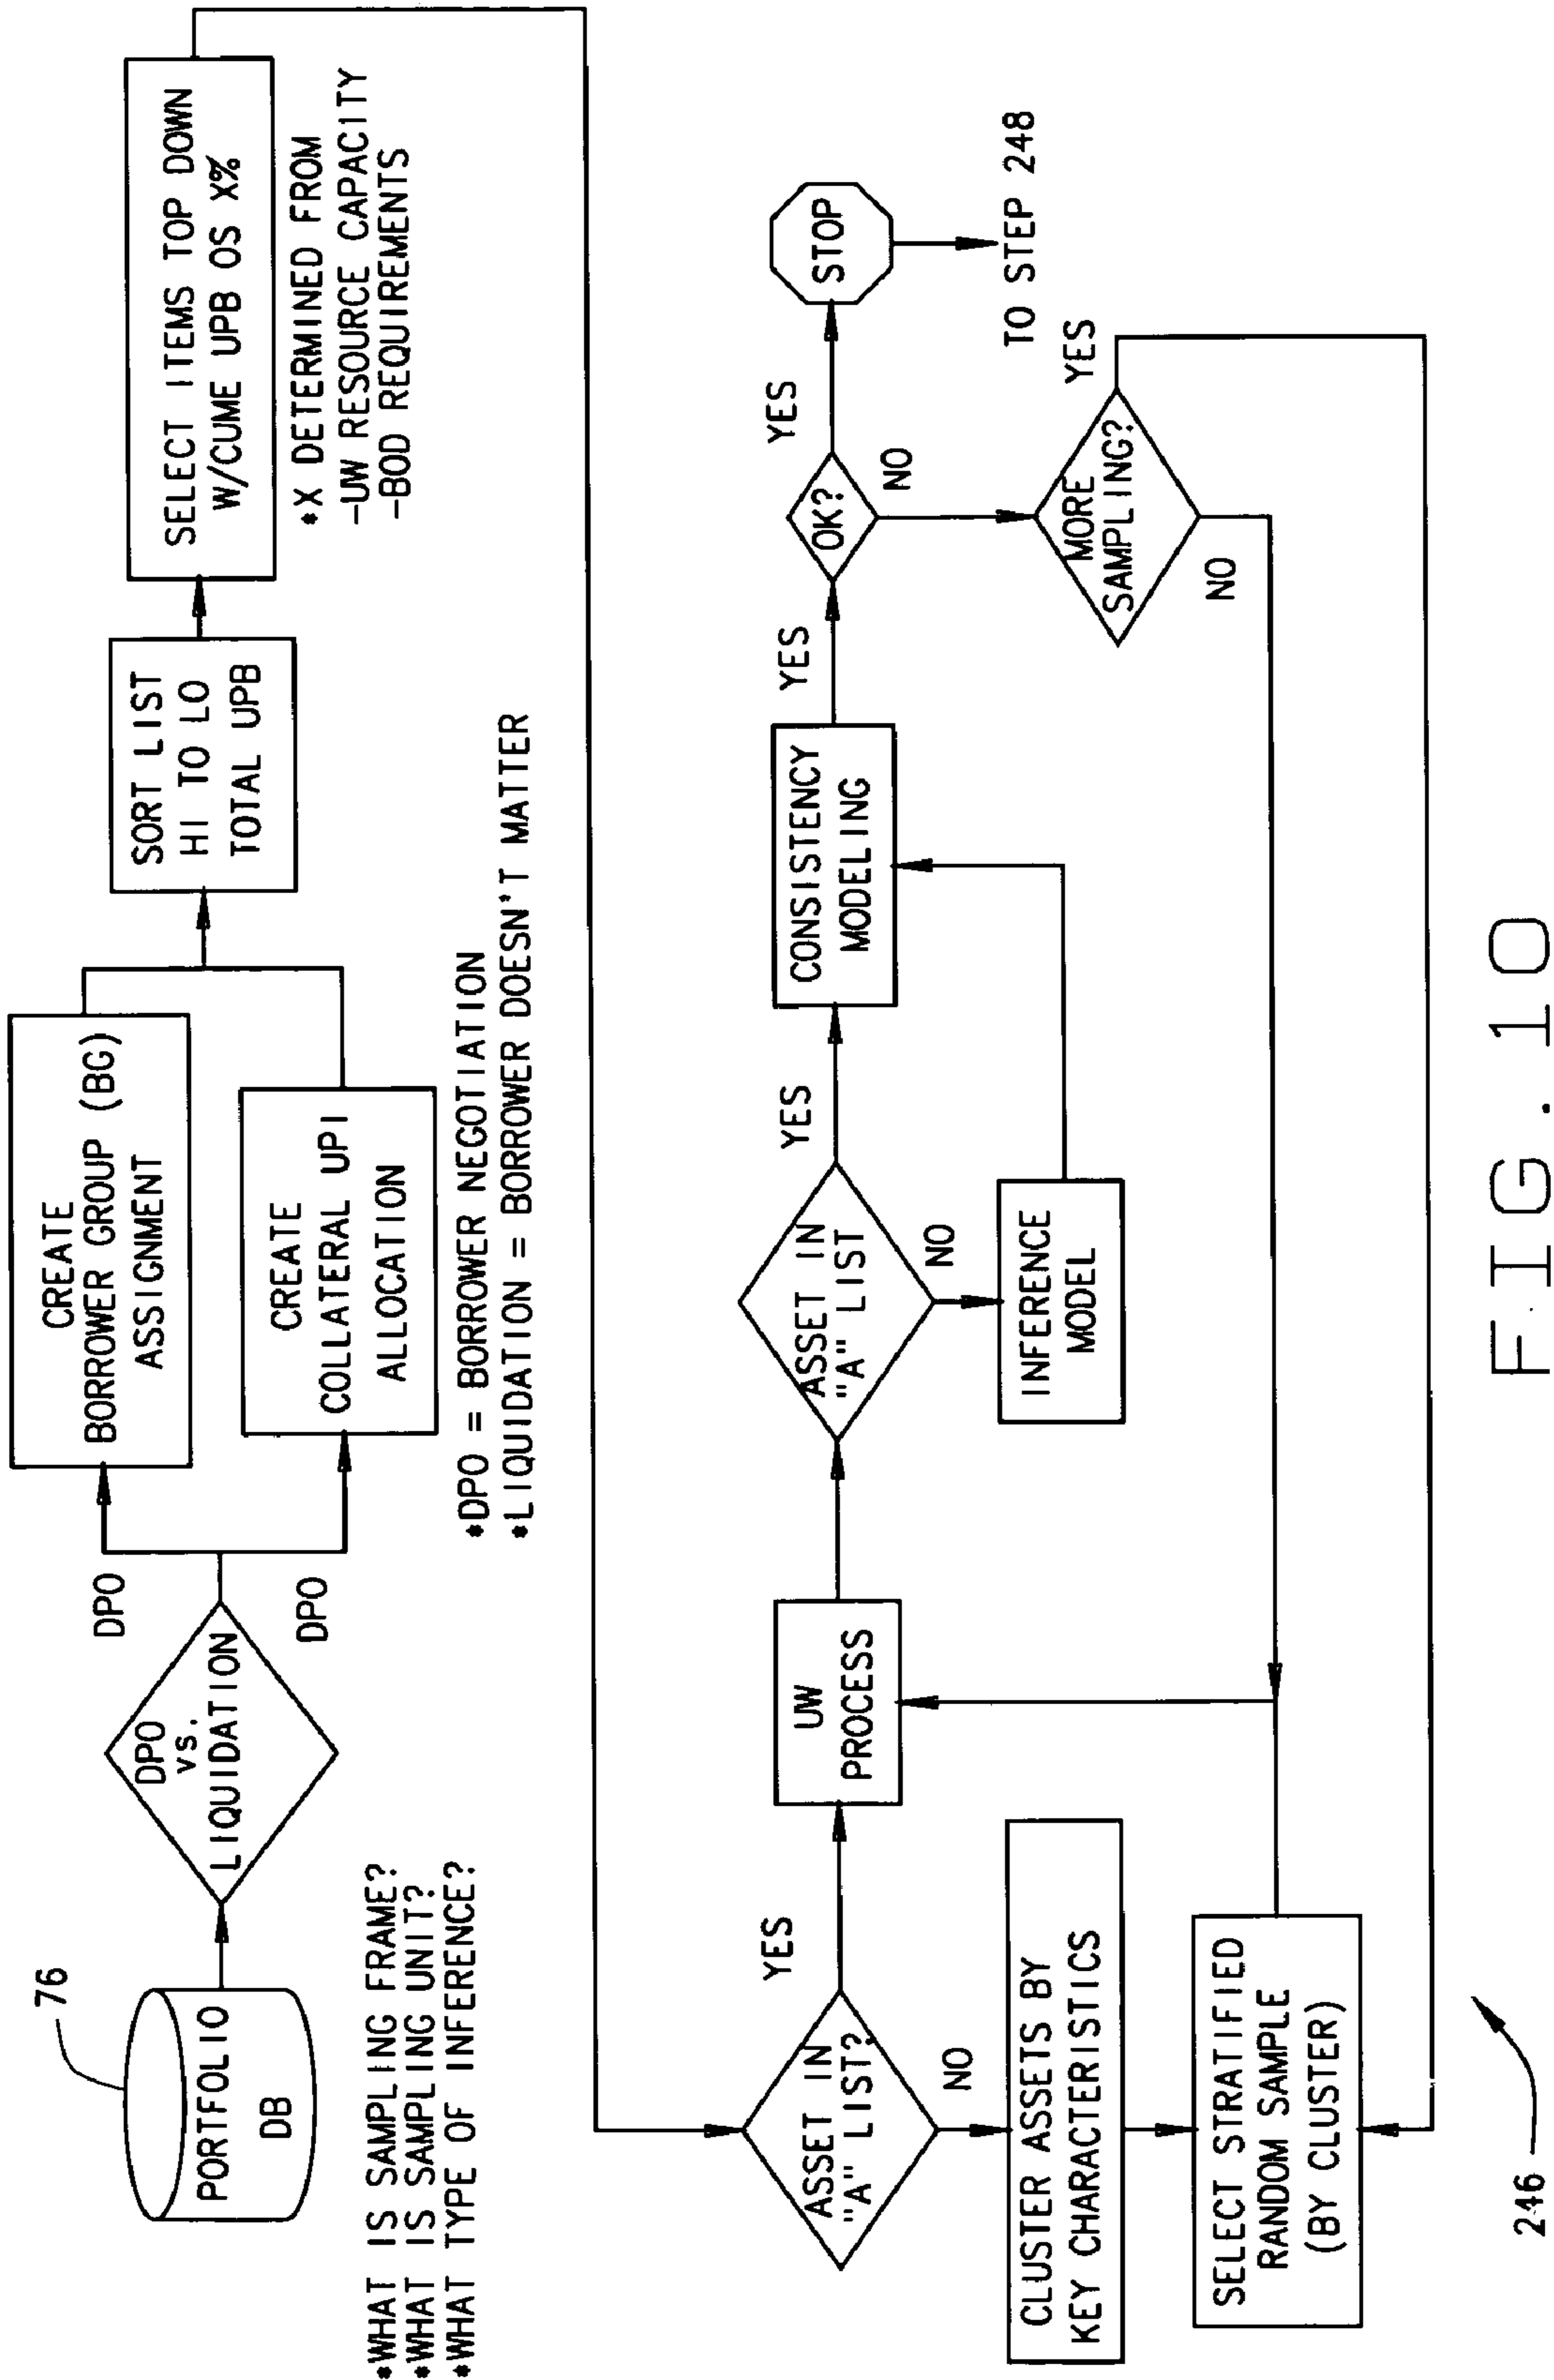 76
PORTFOLIO
DB
*WHAT IS SAMPLING FRAME?
*WHAT IS SAMPLING UNIT?
*WHAT TYPE OF INFERENCE?
DPO
vs.
LIQUIDATION
DPO
DPO
CREATE
BORROWER GROUP (BG)
ASSIGNMENT
CREATE
COLLATERAL UPI
ALLOCATION
*DPO = BORROWER NEGOTIATION
*LIQUIDATION = BORROWER DOESN'T MATTER
SORT LIST
HI TO LO
TOTAL UPB
SELECT ITEMS TOP DOWN
W/CUME UPB OS X%
*X DETERMINED FROM
-UW RESOURCE CAPACITY
-BOD REQUIREMENTS
ASSET IN
"A" LIST?
YES
NO
CLUSTER ASSETS BY
KEY CHARACTERISTICS
SELECT STRATIFIED
RANDOM SAMPLE
(BY CLUSTER)
UW
PROCESS
ASSET IN
"A" LIST
YES
NO
INFERENCE
MODEL
CONSISTENCY
MODELING
YES
OK?
YES
NO
STOP
TO STEP 248
MORE
SAMPLING?
YES
NO
246
FIG. 10